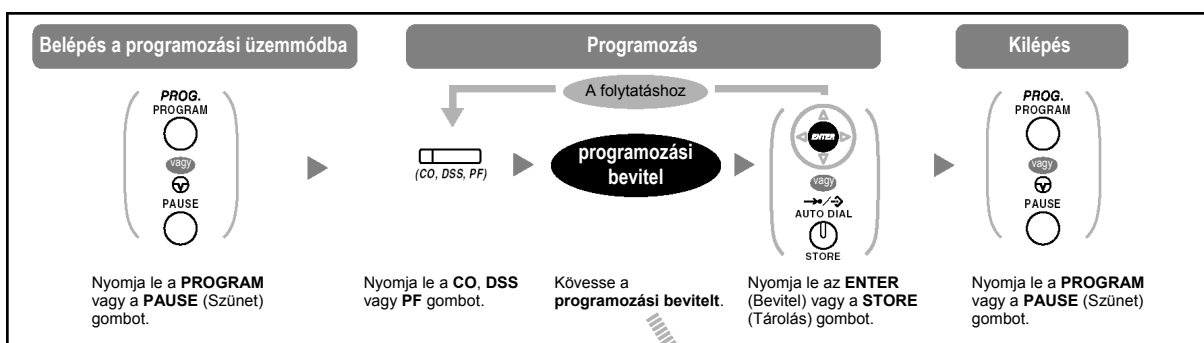 Belépés a programozási üzemmódba
Programozás
Kilépés
A folytatáshoz
PROG.
PROGRAM
vagy
PAUSE
(CO, DSS, PF)
programozási
bevitel
ENTER
vagy
AUTO DIAL
STORE
PROG.
PROGRAM
vagy
PAUSE
Nyomja le a PROGRAM
vagy a PAUSE (Szünet)
gombot.
Nyomja le a CO, DSS
vagy PF gombot.
Kövesse a
programozási bevitelt.
Nyomja le az ENTER
(Bevitel) vagy a STORE
(Tárolás) gombot.
Nyomja le a PROGRAM
vagy a PAUSE (Szünet)
gombot.